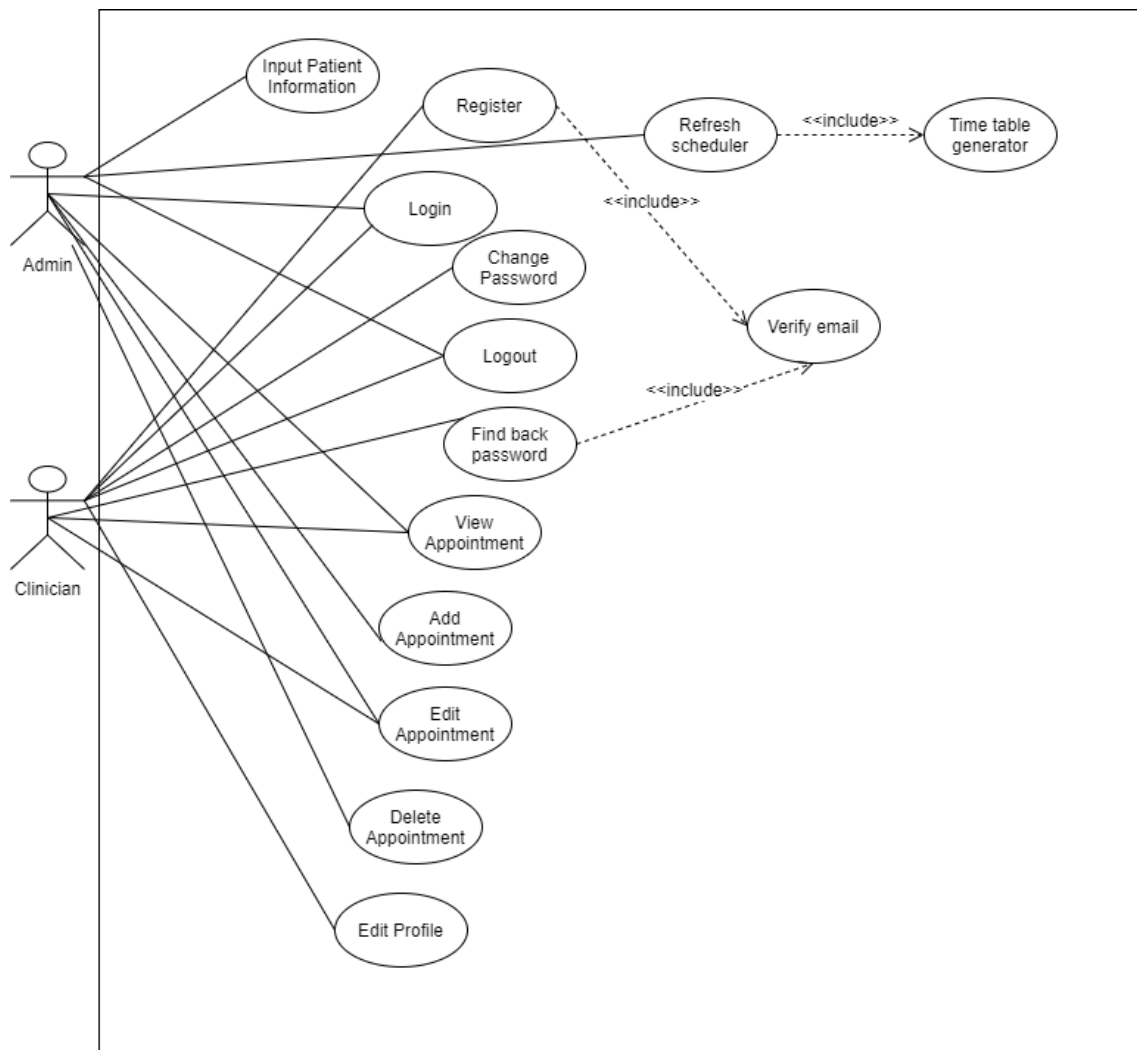 Input Patient
Information
Register
Refresh
scheduler
<<include>>
Time table
generator
Admin
Login
<<include>>
Change
Password
Verify email
Logout
<<include>>
Find back
password
Clinician
View
Appointment
Add
Appointment
Edit
Appointment
Delete
Appointment
Edit Profile